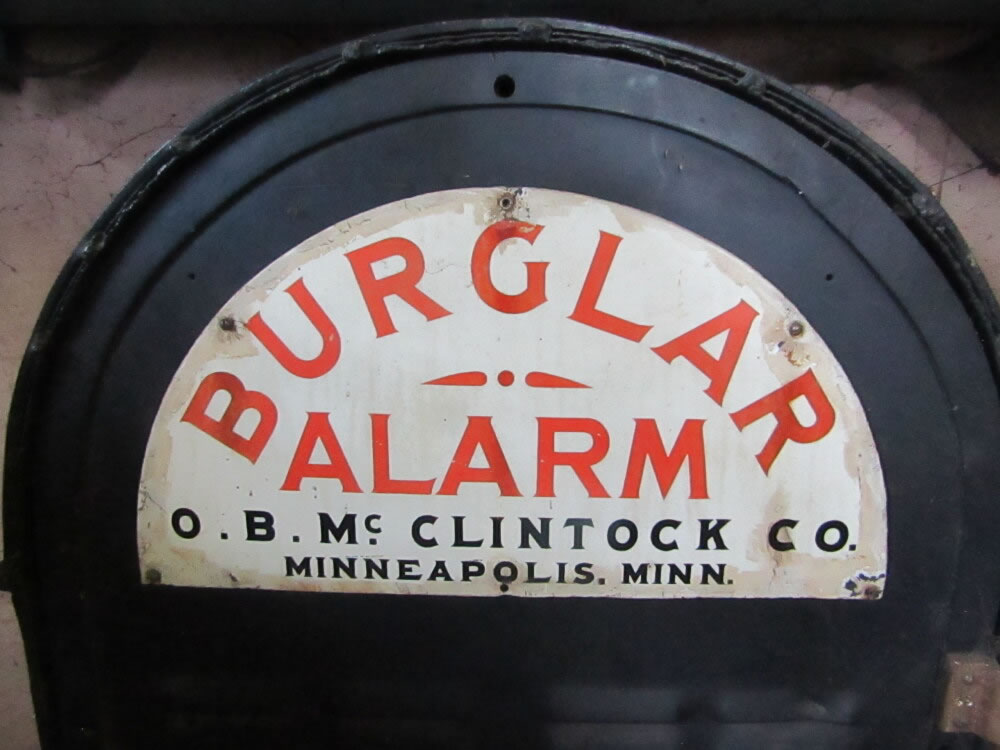 BURGLAR
ALARM
O.B. Mc CLINTOCK CO.
MINNEAPOLIS. MINN.